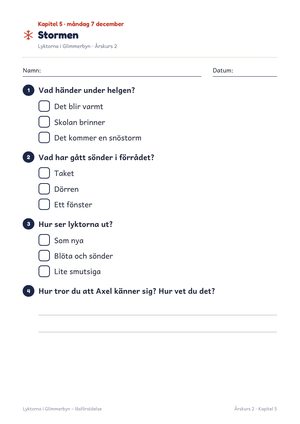 Kapitel 5 · måndag 7 december
Stormen
Lyktorna i Glimmerbyn · Årskurs 2
Namn:
Datum:
1 Vad händer under helgen?
Det blir varmt
Skolan brinner
Det kommer en snöstorm
2 Vad har gått sönder i förrådet?
Taket
Dörren
Ett fönster
3 Hur ser lyktorna ut?
Som nya
Blöta och sönder
Lite smutsiga
4 Hur tror du att Axel känner sig? Hur vet du det?
Lyktorna i Glimmerbyn – läsförståelse
Årskurs 2 · Kapitel 5